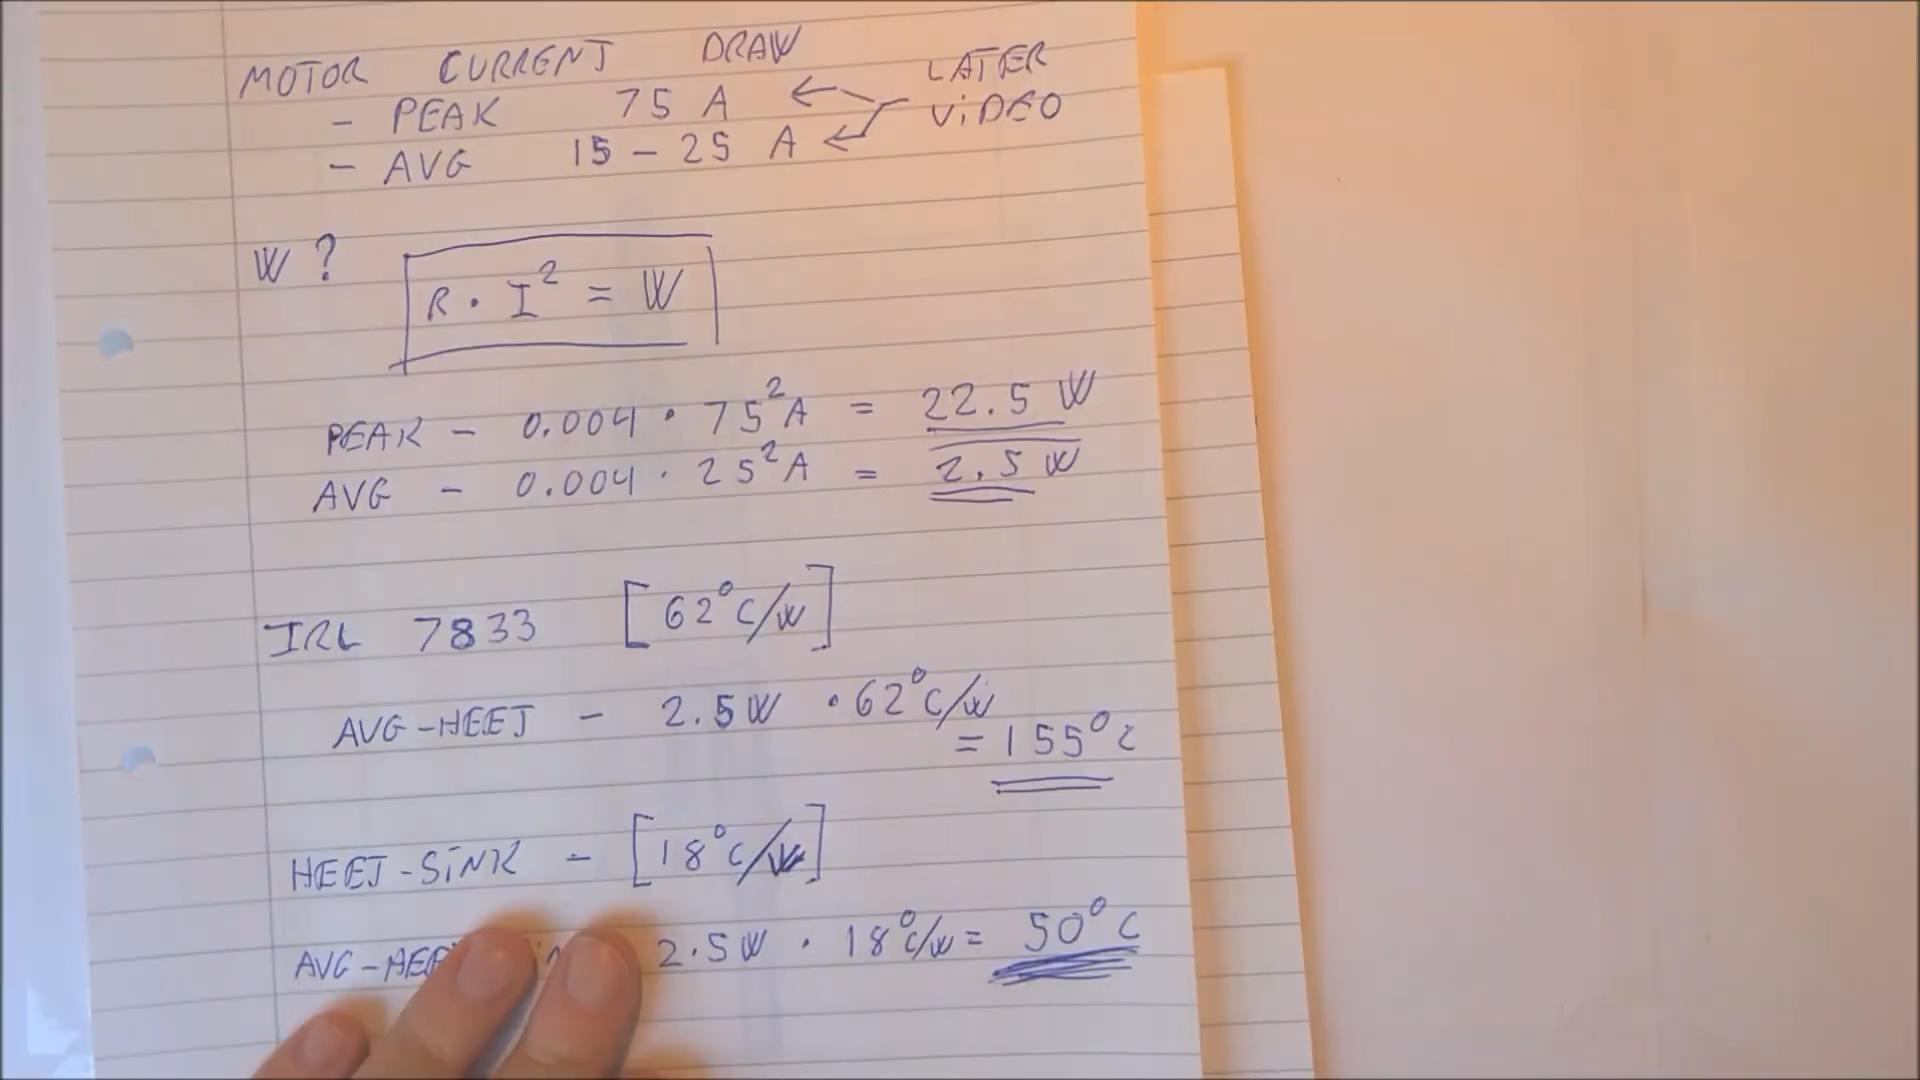 MOTOR CURRENT DRAW
- PEAK 75 A
- AVG 15 - 25 A
LATER
ViDEO
W ?
R · I² = W
PEAK - 0.004 · 75² A = 22.5 W
AVG - 0.004 · 25² A = 2.5 W
IRL 7833 [62°C/W]
AVG-HEET - 2.5W · 62°C/W
= 155°C
HEET-SiNK - [18°C/W]
AVG- 2.5W · 18°C/W = 50°C